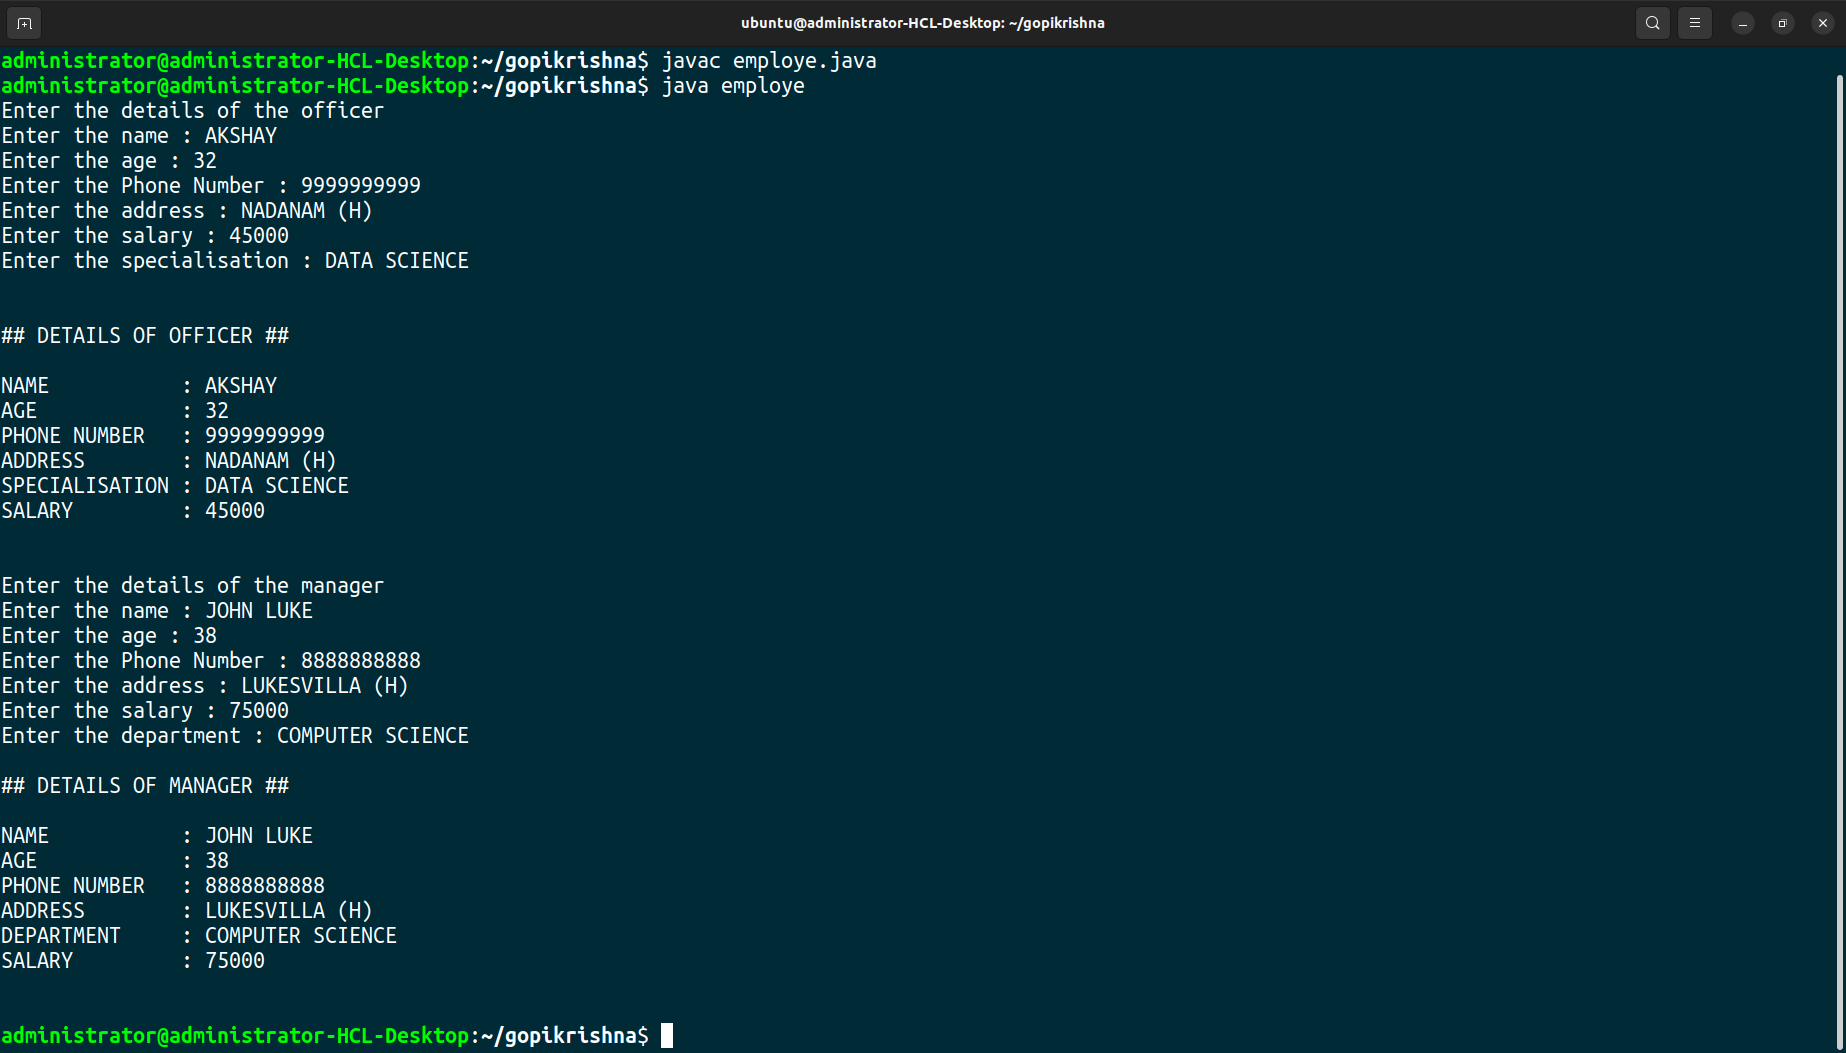 ubuntu@administrator-HCL-Desktop: ~/gopikrishna
administrator@administrator-HCL-Desktop:~/gopikrishna$ javac employe.java
administrator@administrator-HCL-Desktop:~/gopikrishna$ java employe
Enter the details of the officer
Enter the name : AKSHAY
Enter the age : 32
Enter the Phone Number : 9999999999
Enter the address : NADANAM (H)
Enter the salary : 45000
Enter the specialisation : DATA SCIENCE
## DETAILS OF OFFICER ##
NAME           : AKSHAY
AGE            : 32
PHONE NUMBER   : 9999999999
ADDRESS        : NADANAM (H)
SPECIALISATION : DATA SCIENCE
SALARY         : 45000
Enter the details of the manager
Enter the name : JOHN LUKE
Enter the age : 38
Enter the Phone Number : 8888888888
Enter the address : LUKESVILLA (H)
Enter the salary : 75000
Enter the department : COMPUTER SCIENCE
## DETAILS OF MANAGER ##
NAME           : JOHN LUKE
AGE            : 38
PHONE NUMBER   : 8888888888
ADDRESS        : LUKESVILLA (H)
DEPARTMENT     : COMPUTER SCIENCE
SALARY         : 75000
administrator@administrator-HCL-Desktop:~/gopikrishna$